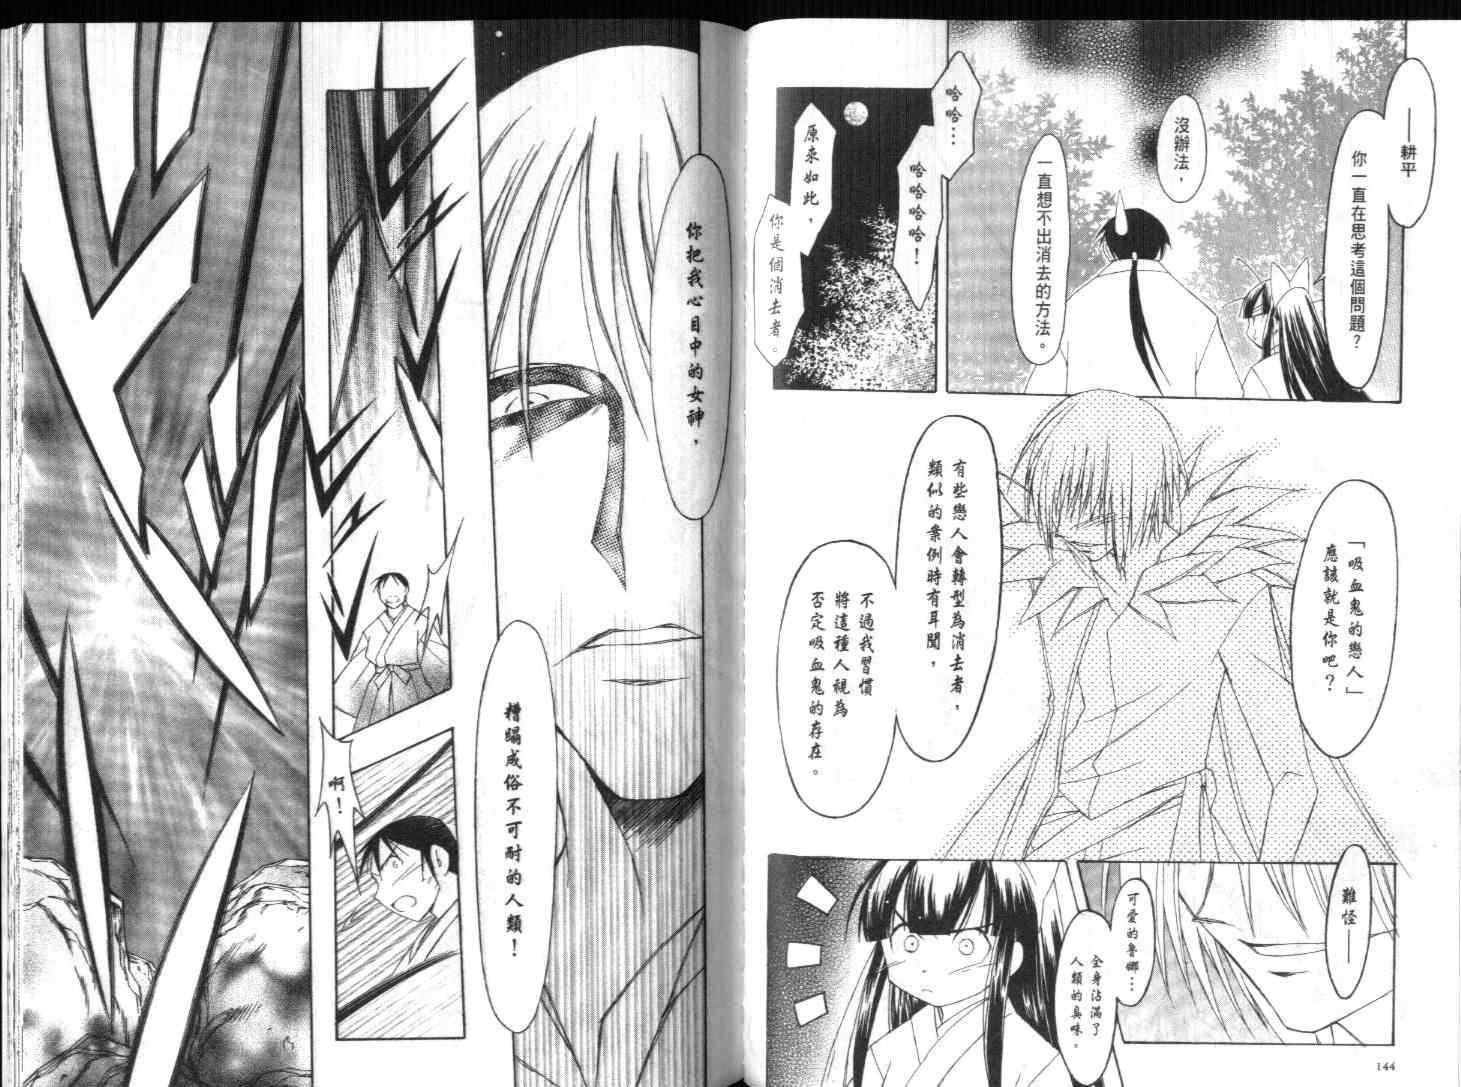 ──耕平
你一直在思考這個問題？
沒辦法，
一直想不出消去的方法。
哈
哈…
哈哈哈哈！
原來如此，
你是個消去者。
「吸血鬼的戀人」
應該就是你吧？
有些戀人會轉型為消去者，
類似的案例時有耳聞，
不過我習慣
將這種人視為
否定吸血鬼的存在。
難怪──
可愛的魯娜…
全身沾滿了
人類的臭味。
144
你把我心目中的女神，
糟蹋成俗不可耐的人類！
啊！